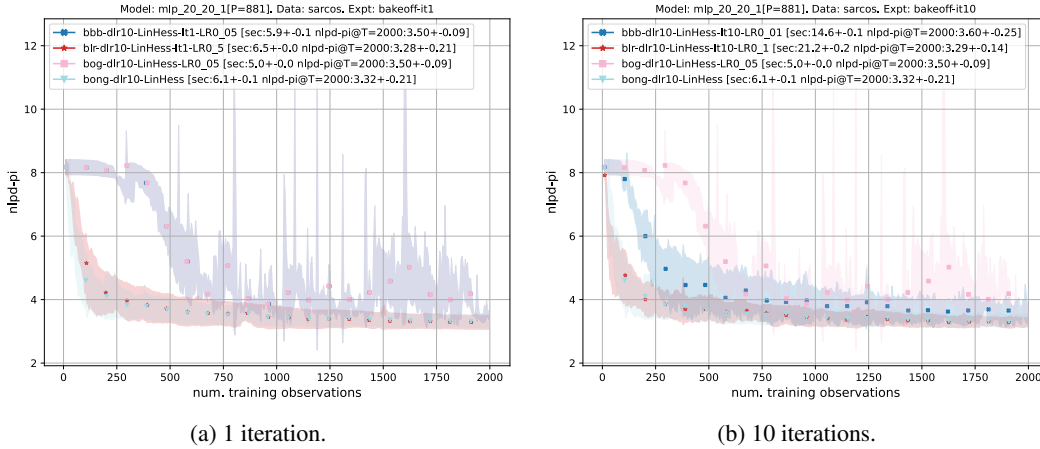 Model: mlp_20_20_1[P=881]. Data: sarcos. Expt: bakeoff-it1
bbb-dlr10-LinHess-It1-LR0_05 [sec:5.9+-0.1 nlpd-pi@T=2000:3.50+-0.09]
blr-dlr10-LinHess-It1-LR0_5 [sec:6.5+-0.0 nlpd-pi@T=2000:3.28+-0.21]
bog-dlr10-LinHess-LR0_05 [sec:5.0+-0.0 nlpd-pi@T=2000:3.50+-0.09]
bong-dlr10-LinHess [sec:6.1+-0.1 nlpd-pi@T=2000:3.32+-0.21]
12
10
8
6
4
2
nlpd-pi
0 250 500 750 1000 1250 1500 1750 2000
num. training observations
(a) 1 iteration.
Model: mlp_20_20_1[P=881]. Data: sarcos. Expt: bakeoff-it10
bbb-dlr10-LinHess-It10-LR0_01 [sec:14.6+-0.1 nlpd-pi@T=2000:3.60+-0.25]
blr-dlr10-LinHess-It10-LR0_1 [sec:21.2+-0.2 nlpd-pi@T=2000:3.29+-0.14]
bog-dlr10-LinHess-LR0_05 [sec:5.0+-0.0 nlpd-pi@T=2000:3.50+-0.09]
bong-dlr10-LinHess [sec:6.1+-0.1 nlpd-pi@T=2000:3.32+-0.21]
12
10
8
6
4
2
nlpd-pi
0 250 500 750 1000 1250 1500 1750 2000
num. training observations
(b) 10 iterations.